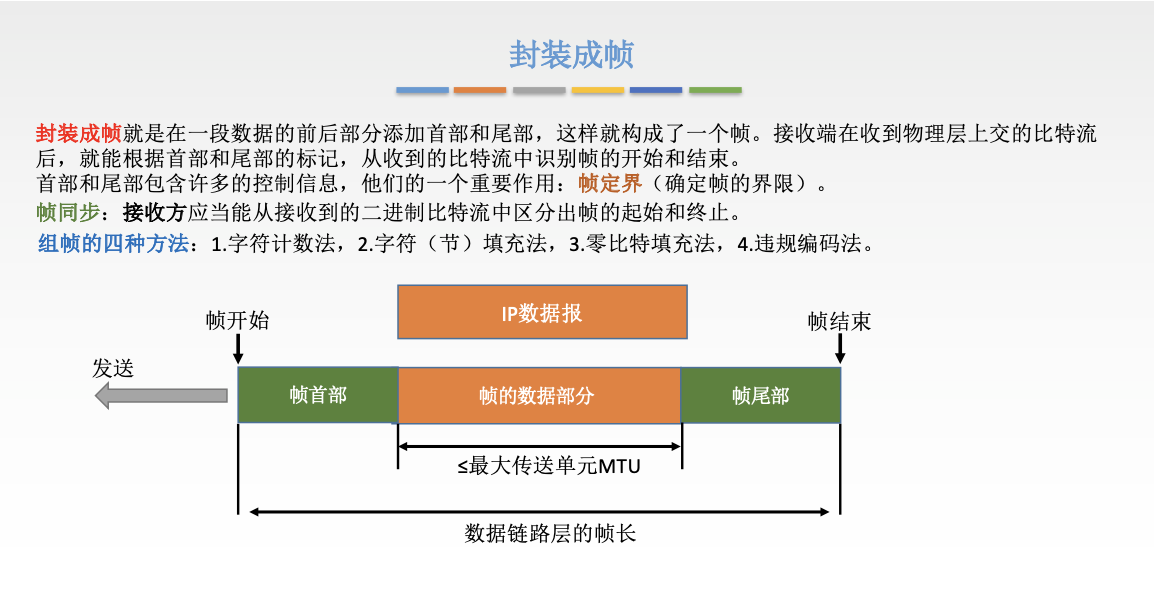 封装成帧
封装成帧就是在一段数据的前后部分添加首部和尾部，这样就构成了一个帧。接收端在收到物理层上交的比特流
后，就能根据首部和尾部的标记，从收到的比特流中识别帧的开始和结束。
首部和尾部包含许多的控制信息，他们的一个重要作用：帧定界（确定帧的界限）。
帧同步：接收方应当能从接收到的二进制比特流中区分出帧的起始和终止。
组帧的四种方法：1.字符计数法，2.字符（节）填充法，3.零比特填充法，4.违规编码法。
IP数据报
帧开始
帧结束
发送
帧首部
帧的数据部分
帧尾部
≤最大传送单元MTU
数据链路层的帧长